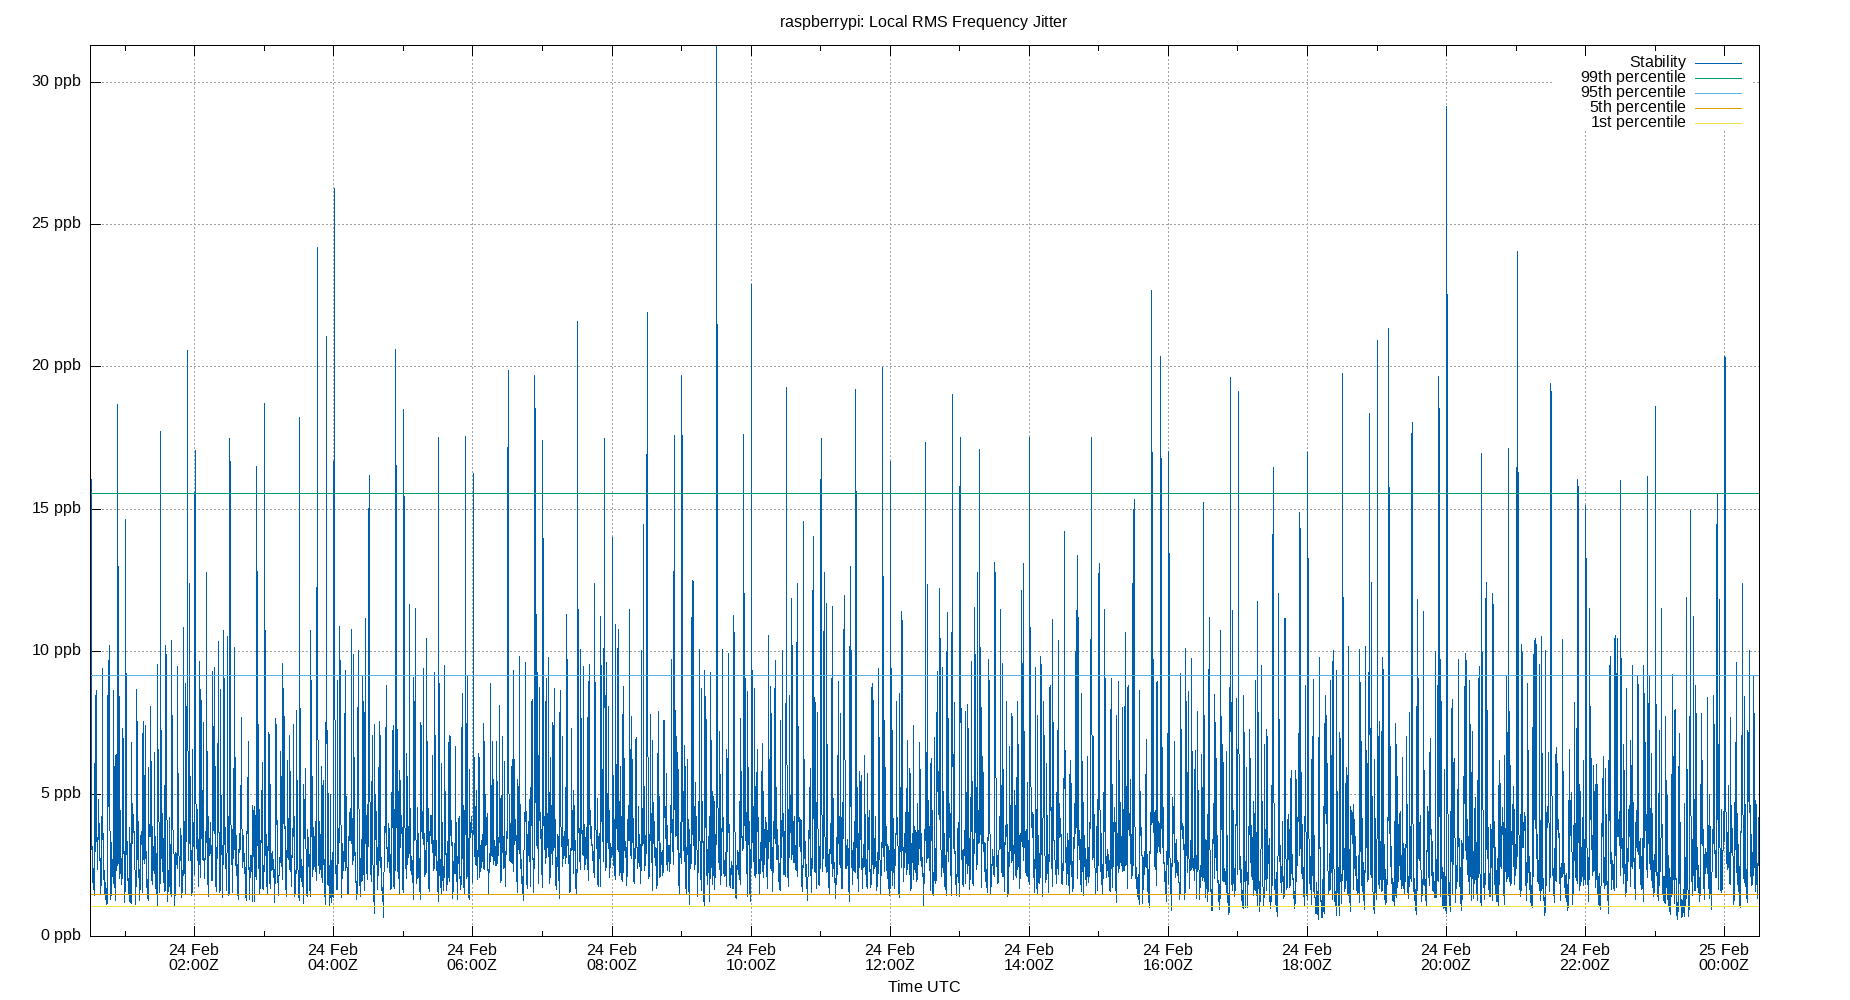 raspberrypi: Local RMS Frequency Jitter
Stability
99th percentile
95th percentile
5th percentile
1st percentile
30 ppb
25 ppb
20 ppb
15 ppb
10 ppb
5 ppb
0 ppb
24 Feb 24 Feb 24 Feb 24 Feb 24 Feb 24 Feb 24 Feb 24 Feb 24 Feb 24 Feb 24 Feb 25 Feb
02:00Z 04:00Z 06:00Z 08:00Z 10:00Z 12:00Z 14:00Z 16:00Z 18:00Z 20:00Z 22:00Z 00:00Z
Time UTC